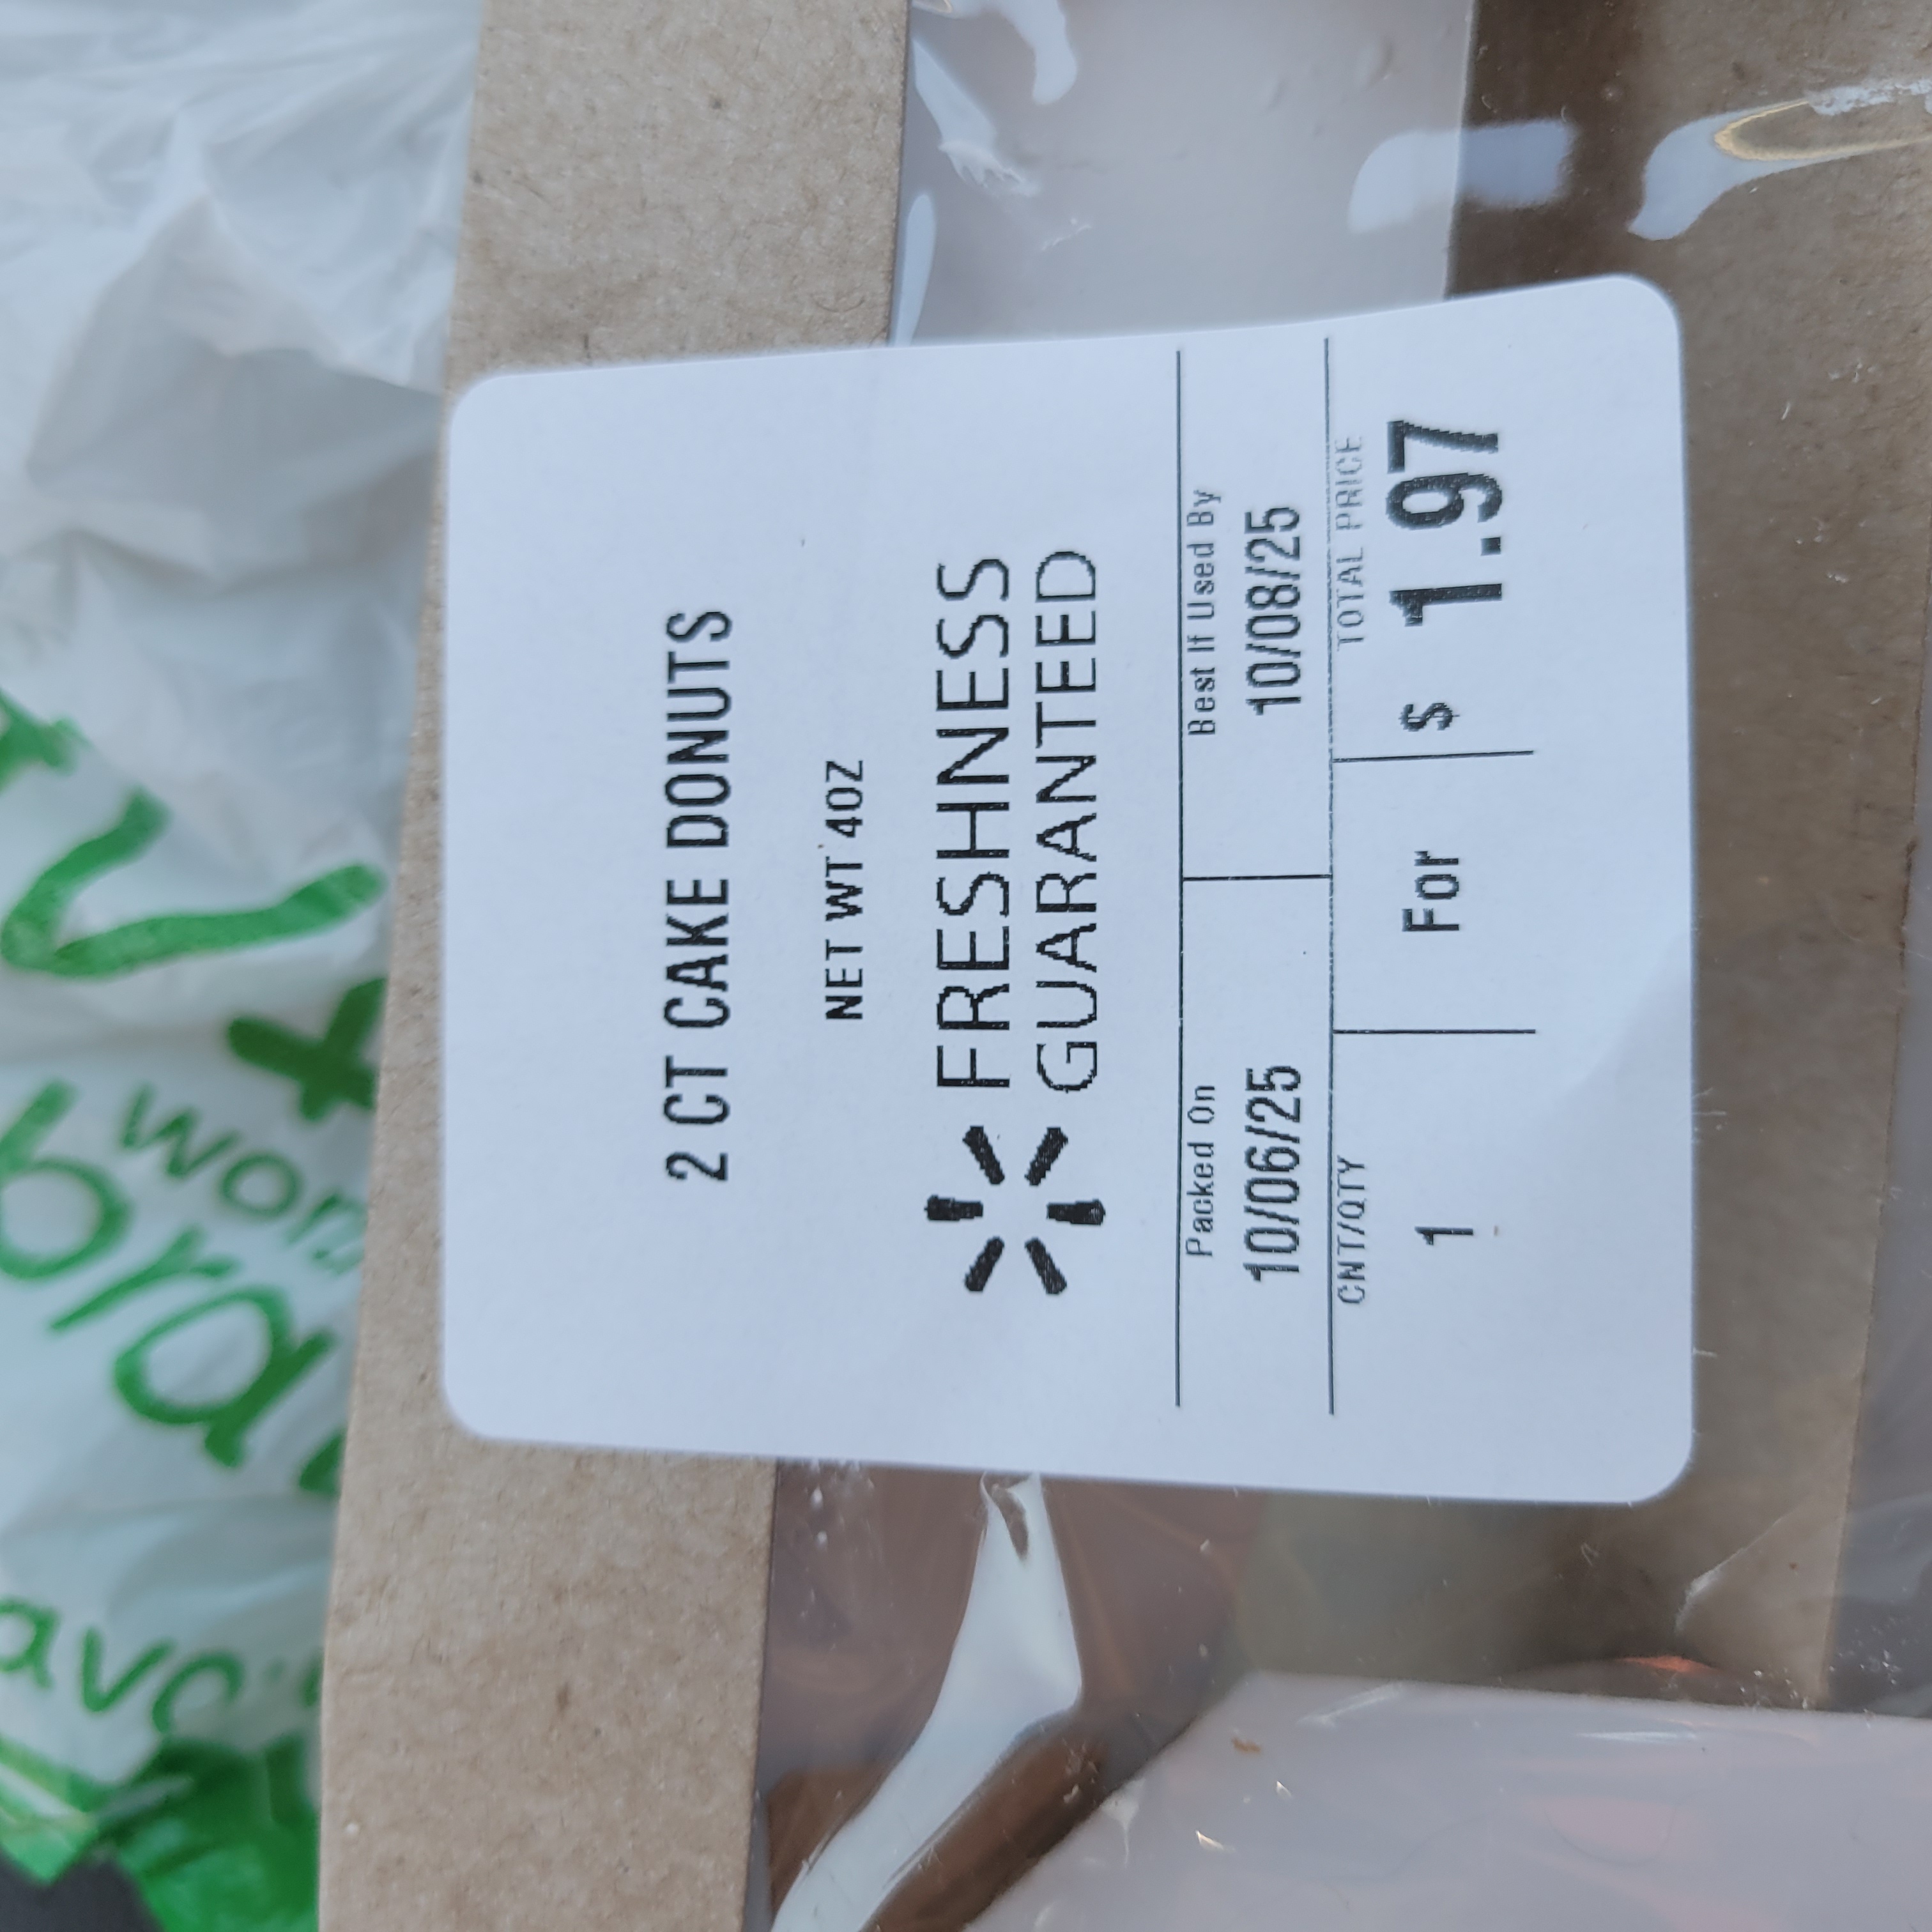 2 CT CAKE DONUTS
NET WT 4OZ
FRESHNESS
GUARANTEED
Packed On
Best If Used By
10/06/25
10/08/25
CNT/QTY
TOTAL PRICE
1
For
$ 1.97